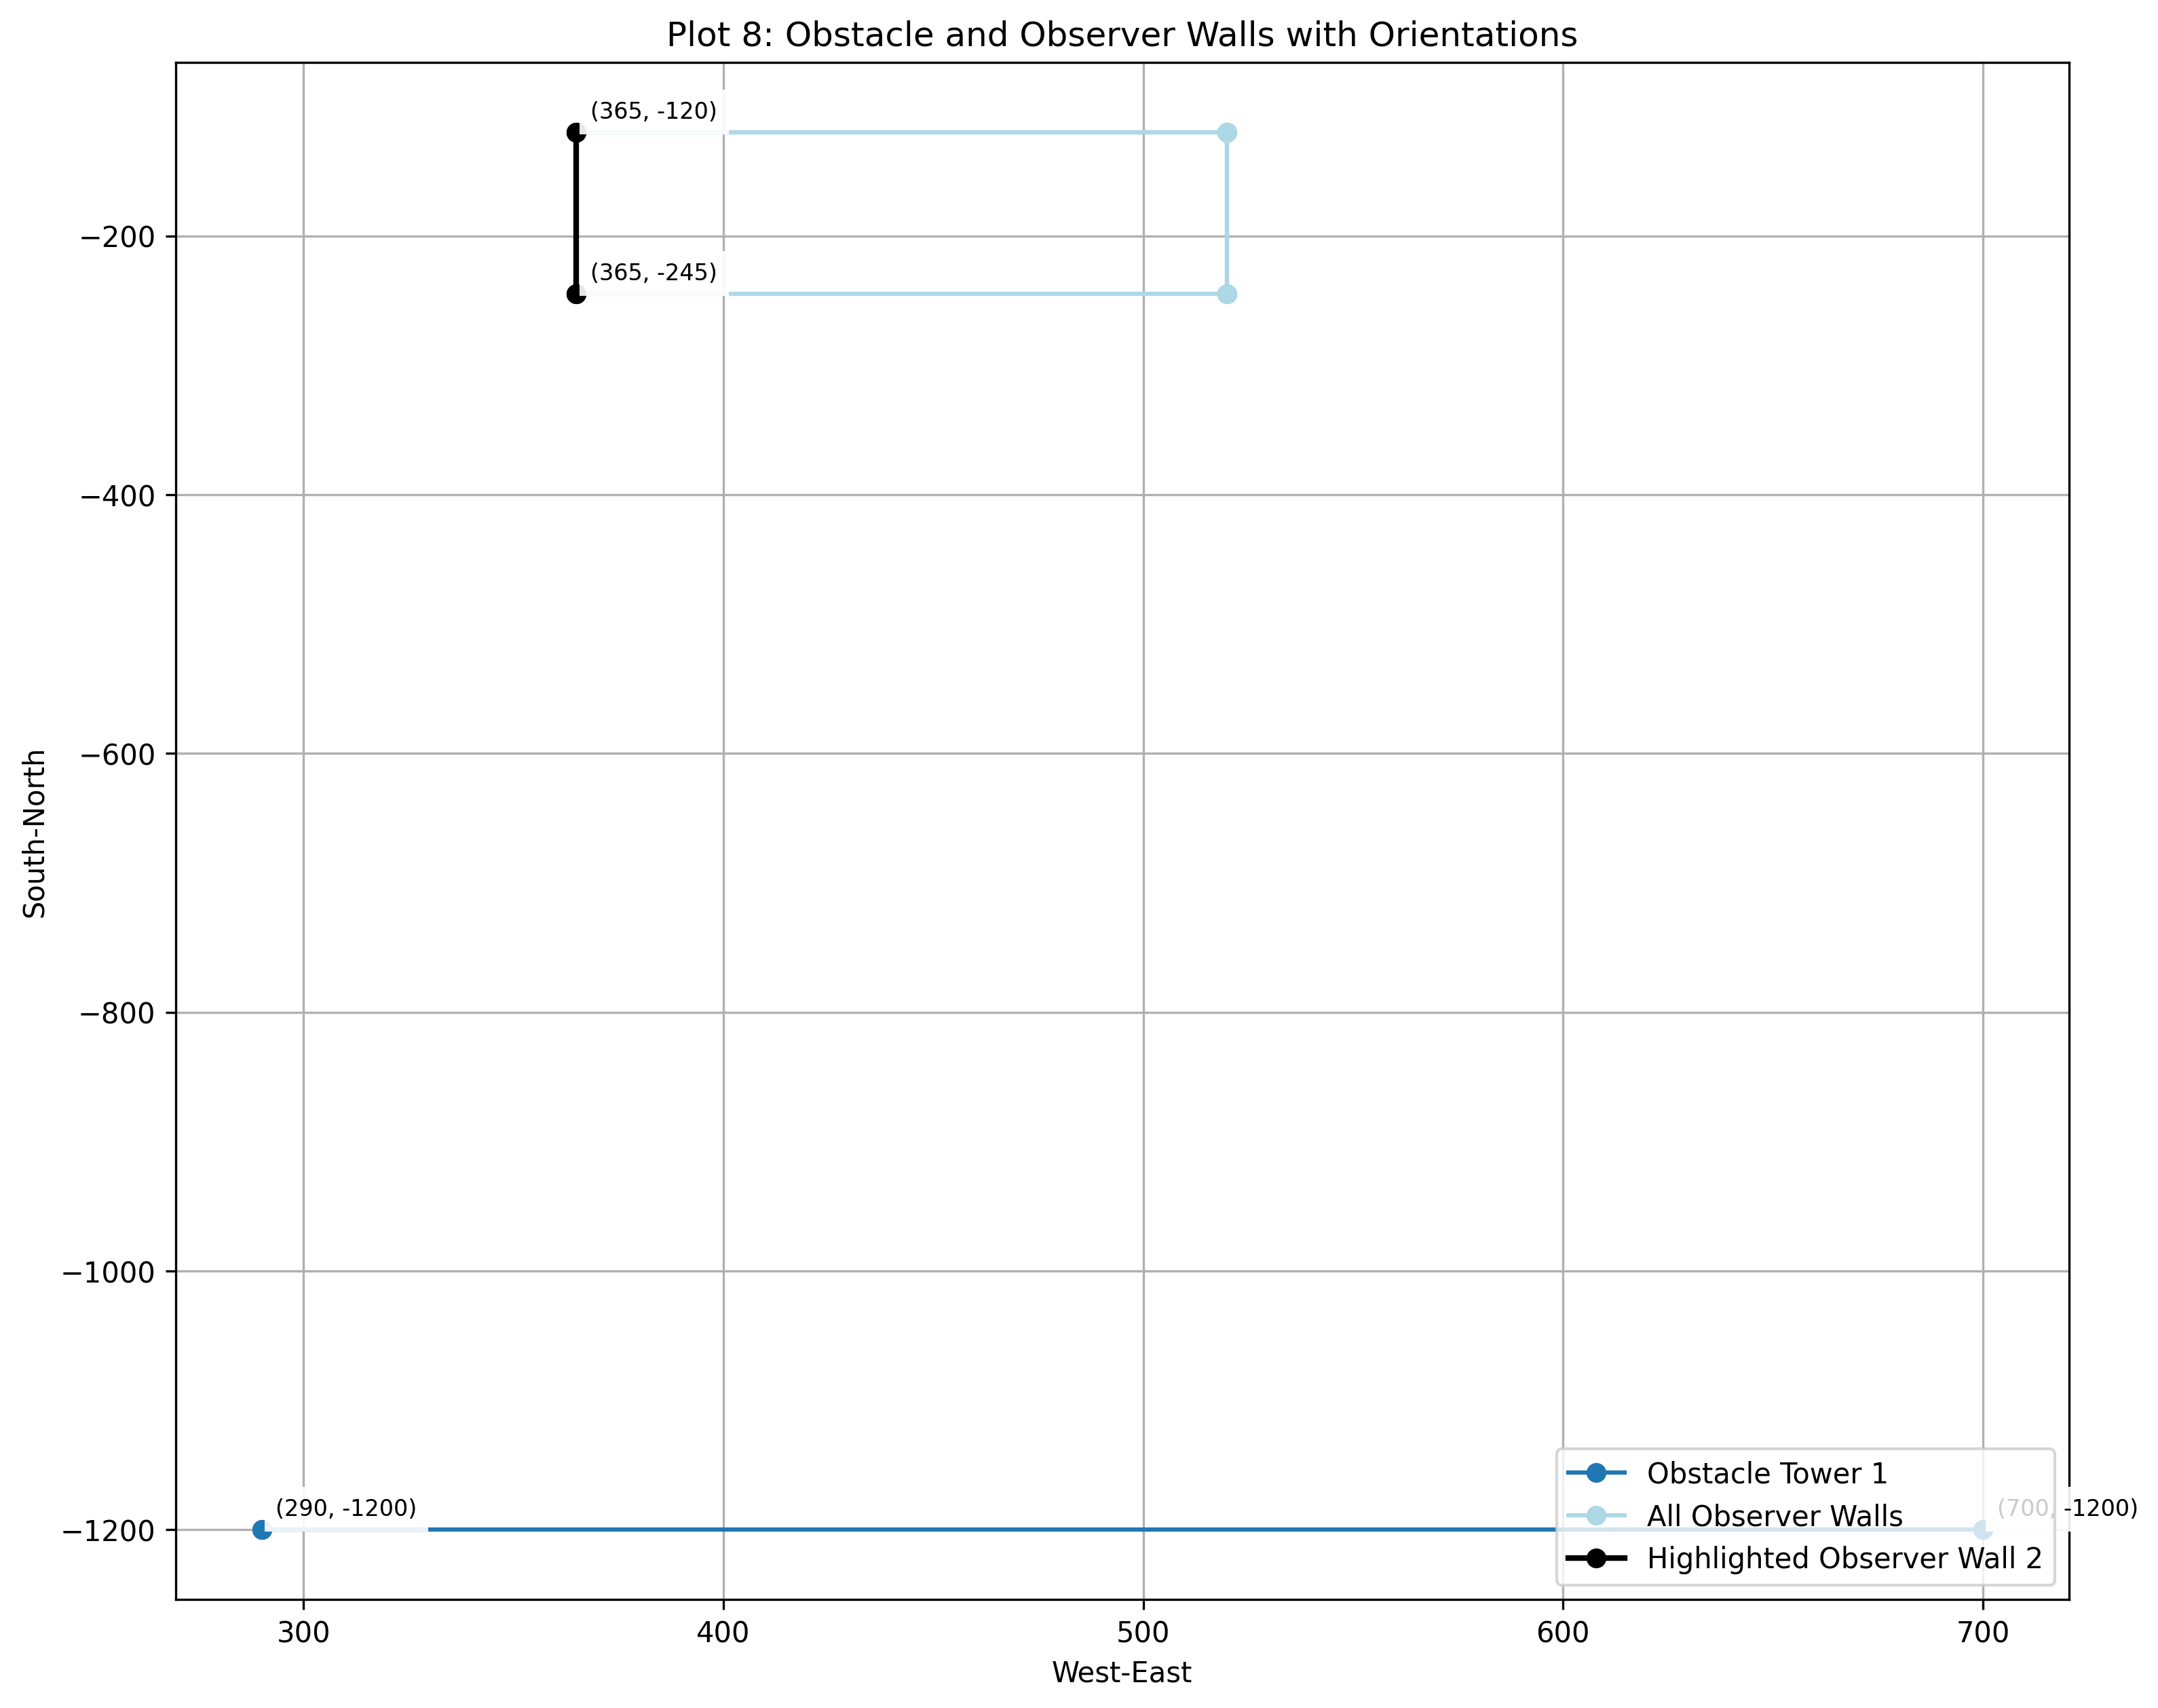 Plot 8: Obstacle and Observer Walls with Orientations
(365, -120)
−200
(365, -245)
−400
−600
South-North
−800
−1000
Obstacle Tower 1
(290, -1200)
(700, -1200)
−1200
All Observer Walls
Highlighted Observer Wall 2
300
400
500
600
700
West-East